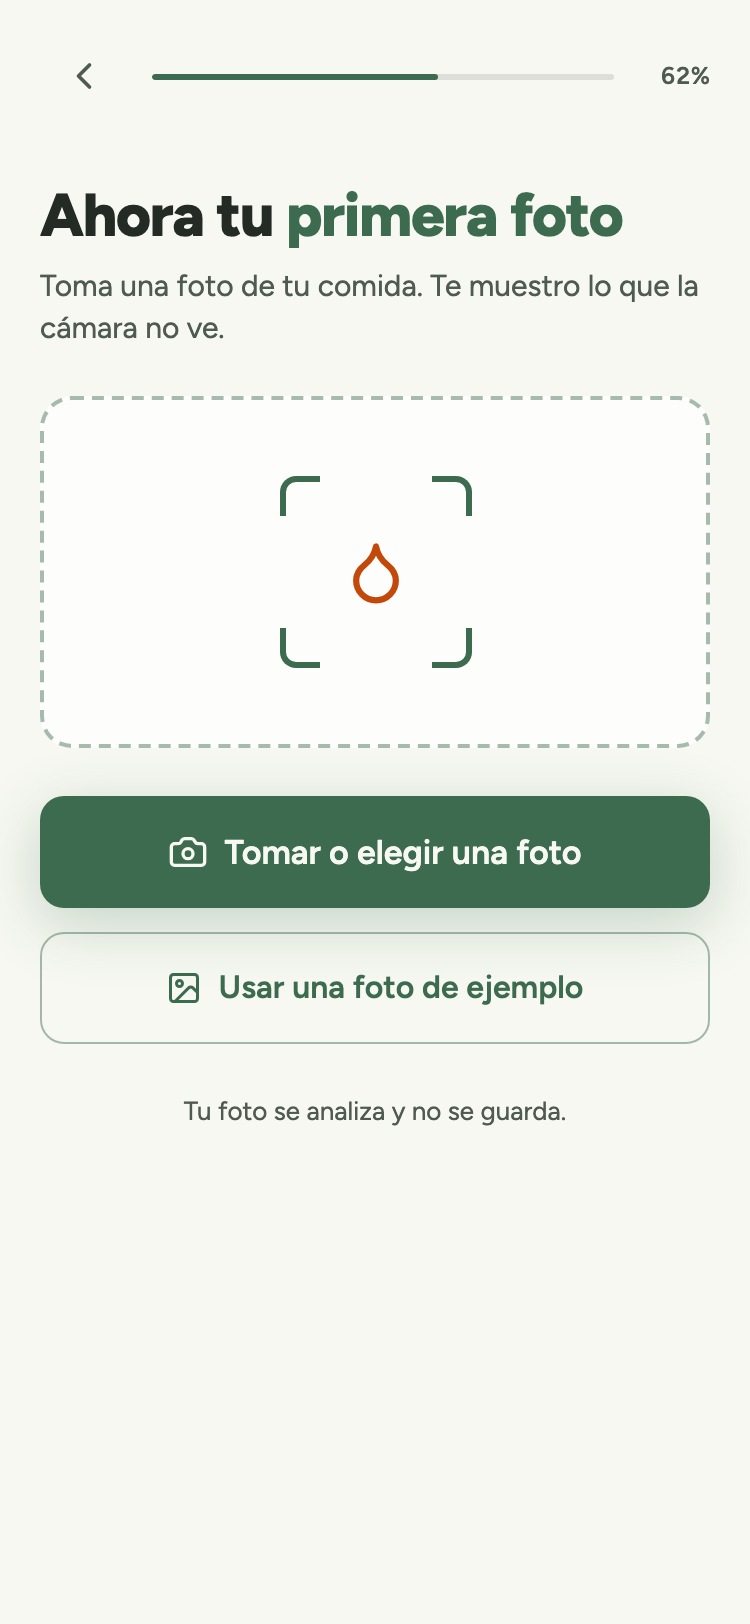 62%
Ahora tu primera foto
Toma una foto de tu comida. Te muestro lo que la
cámara no ve.
Tomar o elegir una foto
Usar una foto de ejemplo
Tu foto se analiza y no se guarda.